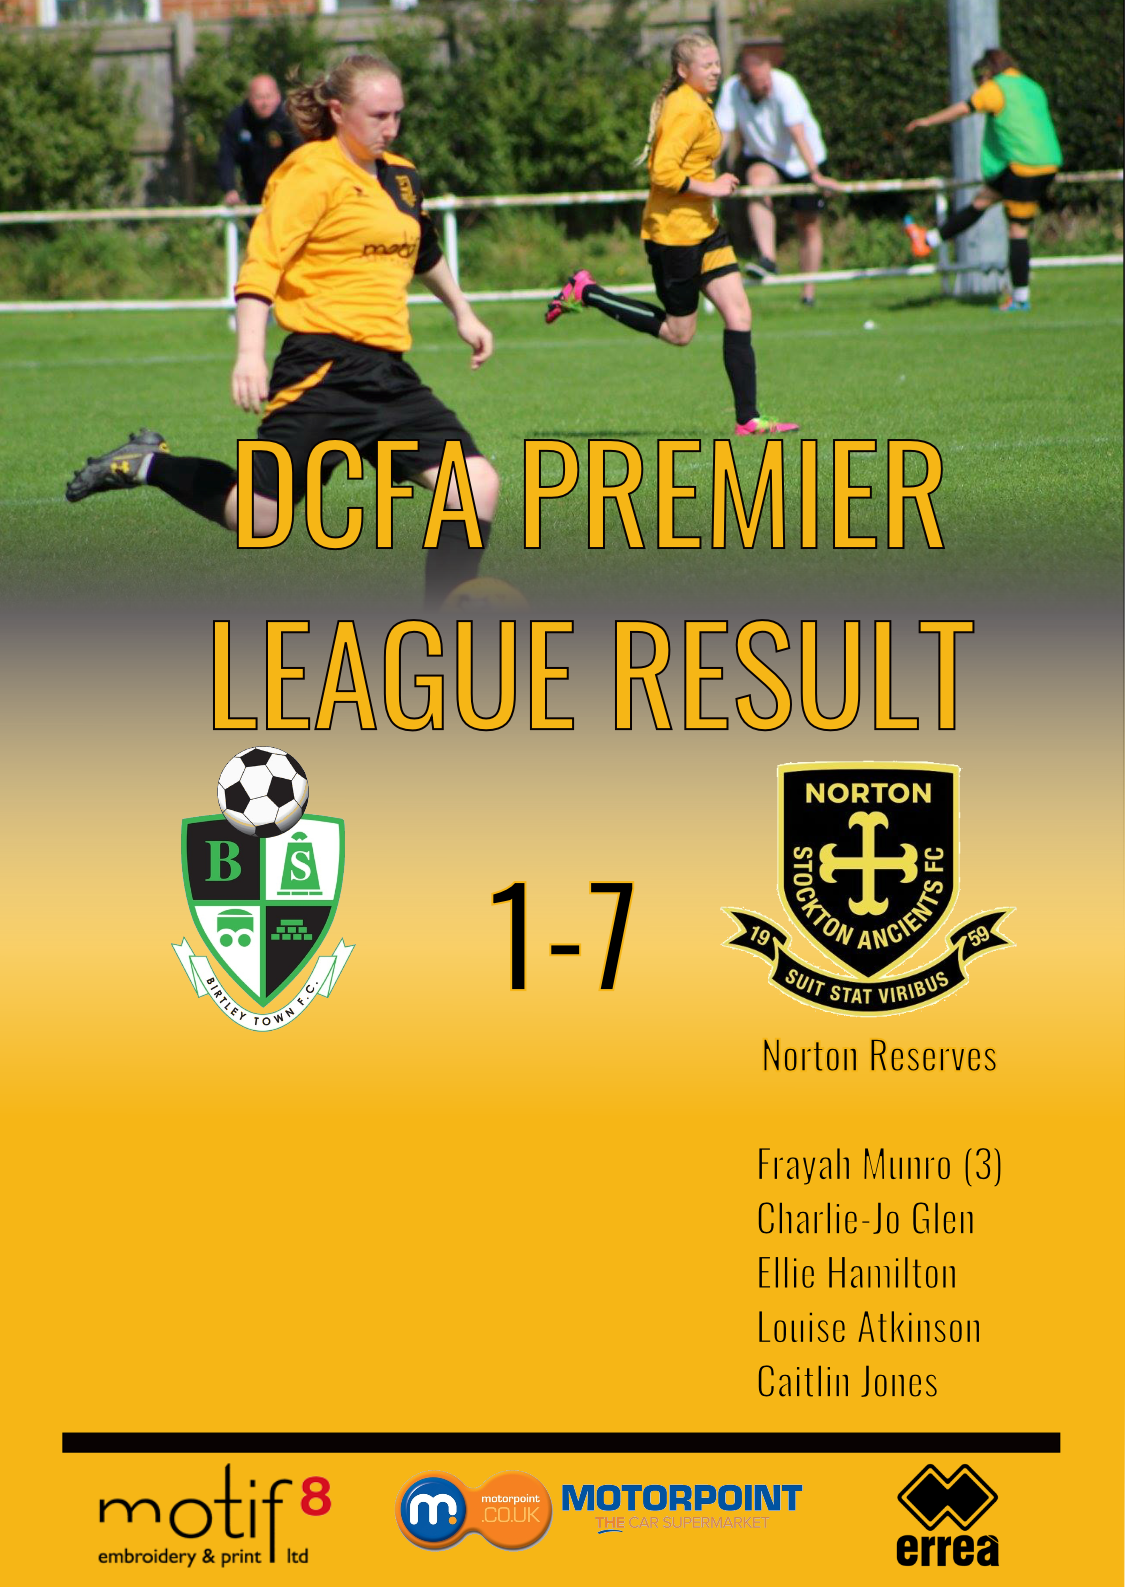 motif
DCFA PREMIER
LEAGUE RESULT
B S
BIRTLEY TOWN F.C.
1-7
NORTON
STOCKTON ANCIENTS FC
19 59
SUIT STAT VIRIBUS
Norton Reserves
Frayah Munro (3)
Charlie-Jo Glen
Ellie Hamilton
Louise Atkinson
Caitlin Jones
motif8
embroidery & print ltd
m.
motorpoint
.CO.UK
MOTORPOINT
THE CAR SUPERMARKET
erreà